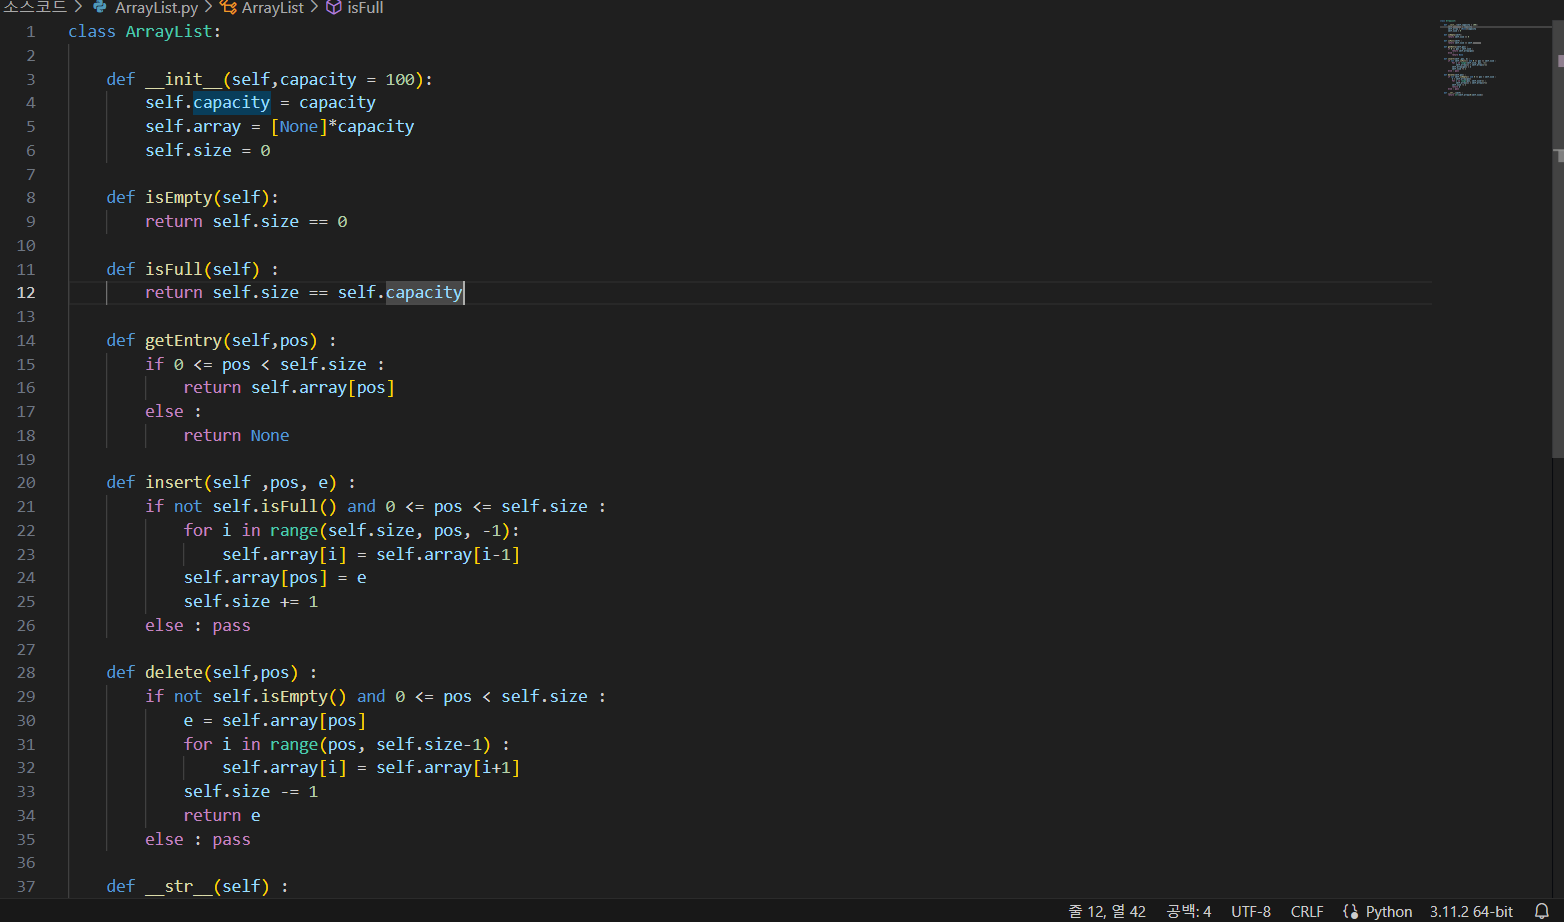 소스코드 > ArrayList.py > ArrayList > isFull
1 class ArrayList:
2
3 def __init__(self,capacity = 100):
4 self.capacity = capacity
5 self.array = [None]*capacity
6 self.size = 0
7
8 def isEmpty(self):
9 return self.size == 0
10
11 def isFull(self) :
12 return self.size == self.capacity
13
14 def getEntry(self,pos) :
15 if 0 <= pos < self.size :
16 return self.array[pos]
17 else :
18 return None
19
20 def insert(self ,pos, e) :
21 if not self.isFull() and 0 <= pos <= self.size :
22 for i in range(self.size, pos, -1):
23 self.array[i] = self.array[i-1]
24 self.array[pos] = e
25 self.size += 1
26 else : pass
27
28 def delete(self,pos) :
29 if not self.isEmpty() and 0 <= pos < self.size :
30 e = self.array[pos]
31 for i in range(pos, self.size-1) :
32 self.array[i] = self.array[i+1]
33 self.size -= 1
34 return e
35 else : pass
36
37 def __str__(self) :
줄 12, 열 42 공백: 4 UTF-8 CRLF {} Python 3.11.2 64-bit